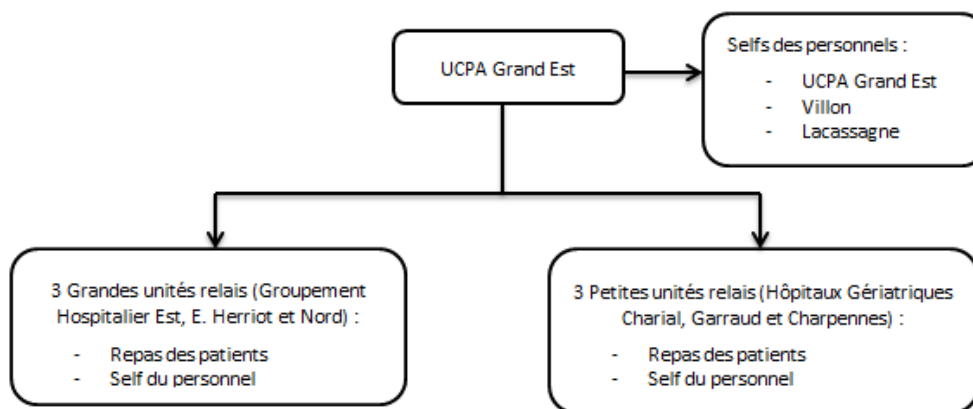 UCPA Grand Est
Selfs des personnels :
- UCPA Grand Est
- Villon
- Lacassagne
3 Grandes unités relais (Groupement
Hospitalier Est, E. Herriot et Nord) :
- Repas des patients
- Self du personnel
3 Petites unités relais (Hôpitaux Gériatriques
Charial, Garraud et Charpennes) :
- Repas des patients
- Self du personnel